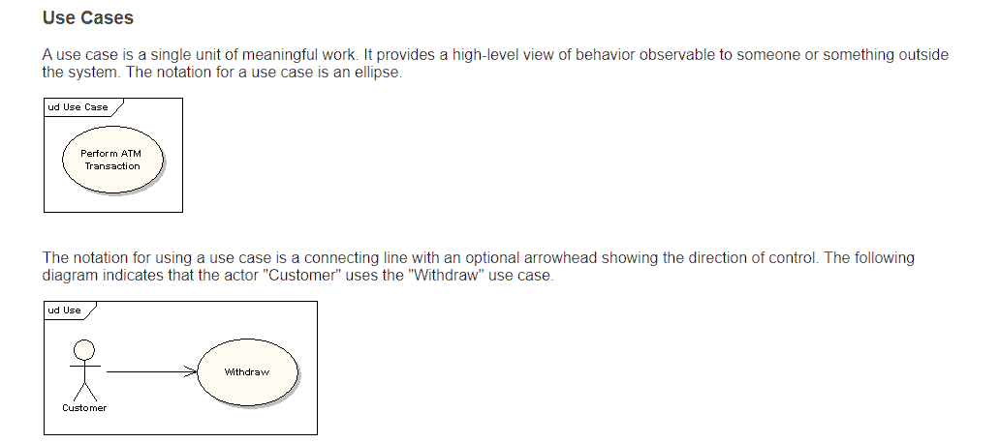 Use Cases
A use case is a single unit of meaningful work. It provides a high-level view of behavior observable to someone or something outside
the system. The notation for a use case is an ellipse.
ud Use Case
Perform ATM
Transaction
The notation for using a use case is a connecting line with an optional arrowhead showing the direction of control. The following
diagram indicates that the actor "Customer" uses the "Withdraw" use case.
ud Use
Withdraw
Customer